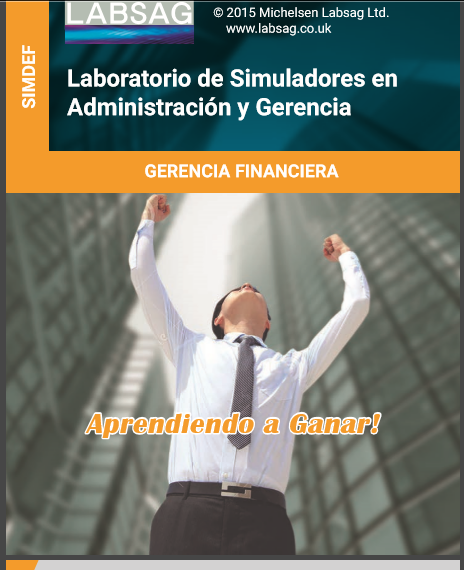 LABSAG
© 2015 Michelsen Labsag Ltd.
www.labsag.co.uk
SIMDEF
Laboratorio de Simuladores en
Administración y Gerencia
GERENCIA FINANCIERA
Aprendiendo a Ganar!